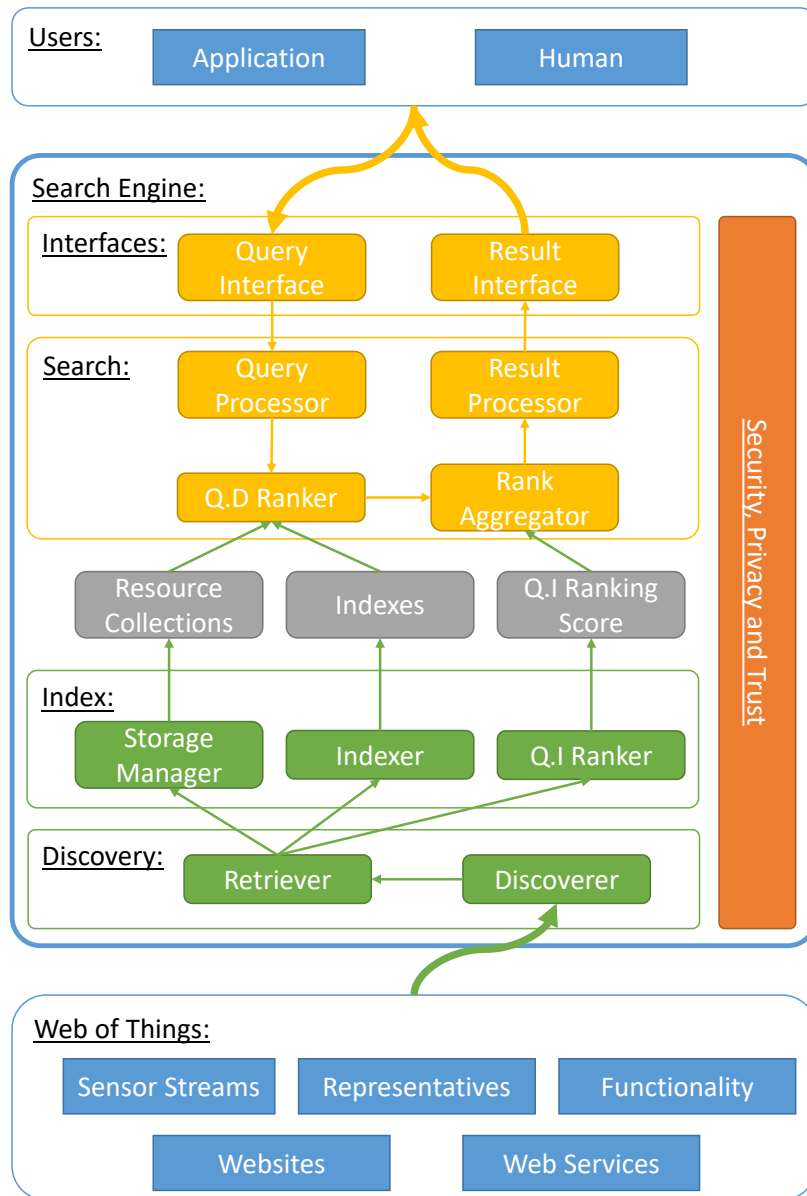 Users:
Application
Human
Search Engine:
Interfaces:
Query
Interface
Result
Interface
Search:
Query
Processor
Result
Processor
Q.D Ranker
Rank
Aggregator
Resource
Collections
Indexes
Q.I Ranking
Score
Index:
Storage
Manager
Indexer
Q.I Ranker
Discovery:
Retriever
Discoverer
Security, Privacy and Trust
Web of Things:
Sensor Streams
Representatives
Functionality
Websites
Web Services